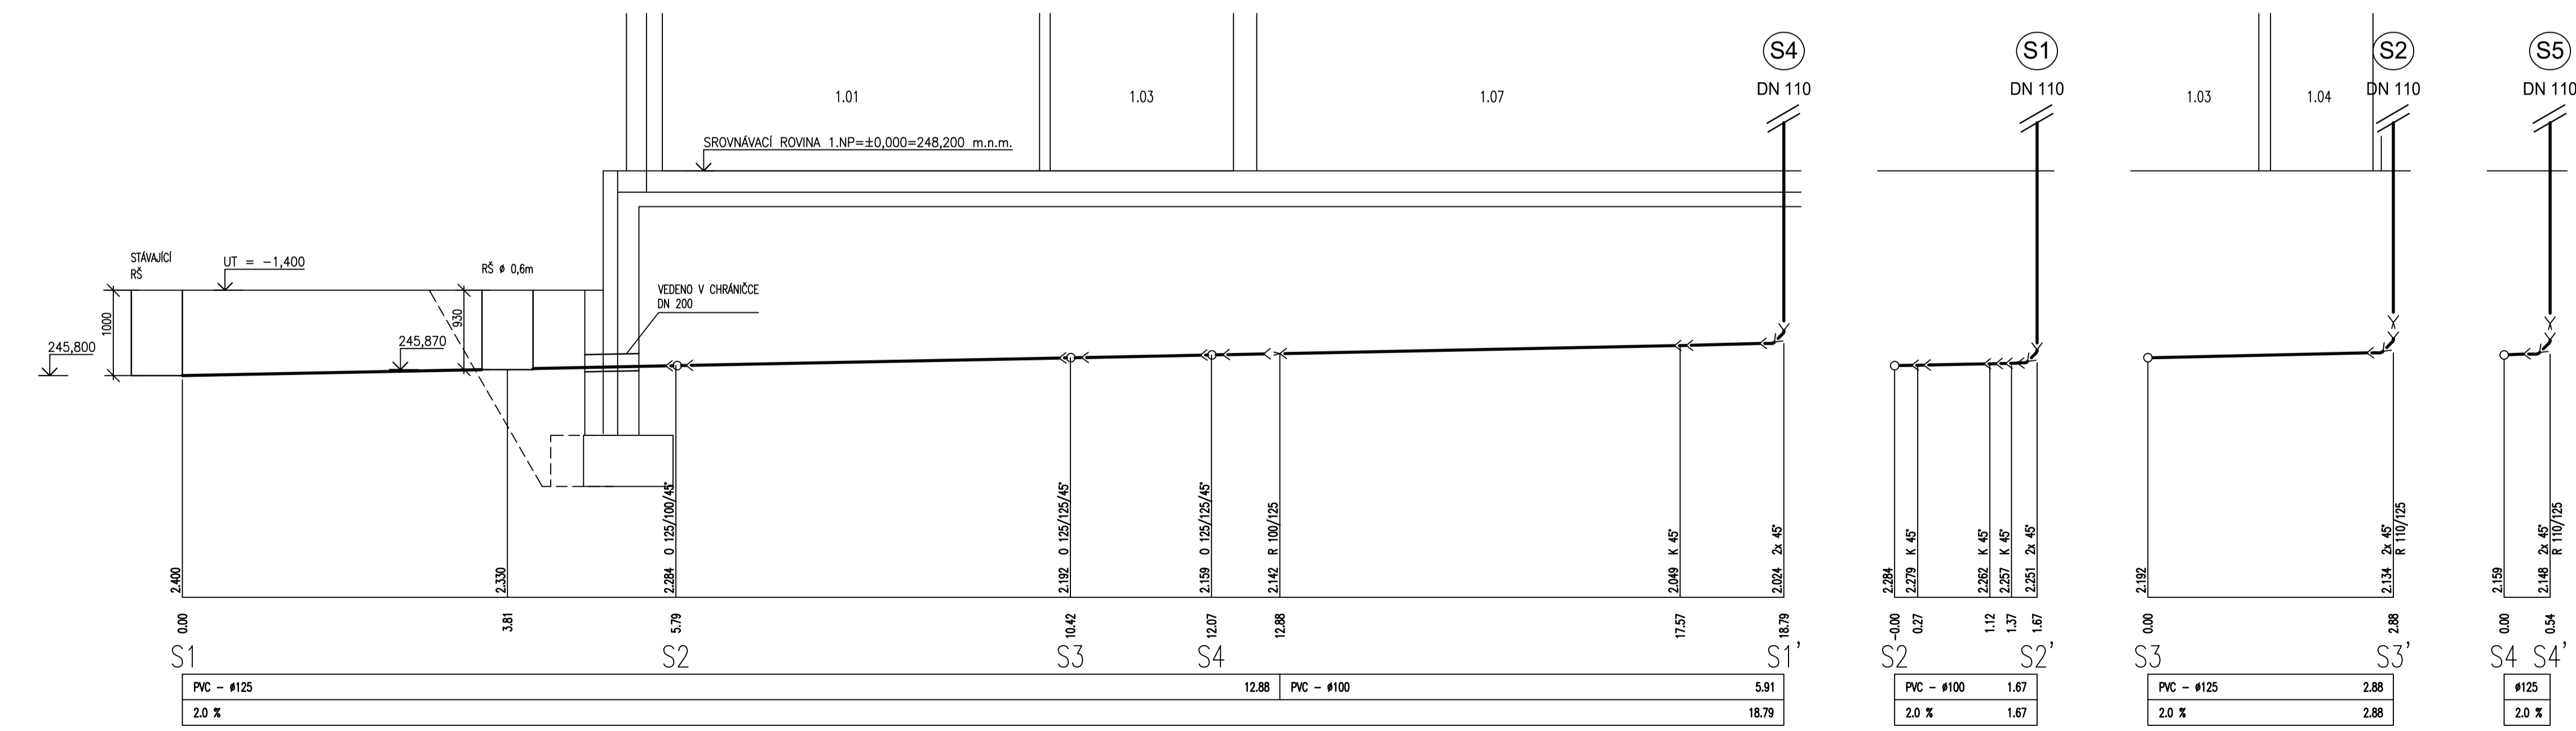 S4
S1
S2
S5
DN 110
DN 110
DN 110
DN 110
1.01
1.03
1.07
1.03
1.04
SROVNÁVACÍ ROVINA 1.NP=±0,000=248,200 m.n.m.
STÁVAJÍCÍ
RŠ
UT = -1,400
RŠ ø 0,6m
VEDENO V CHRÁNIČCE
DN 200
1000
930
245,800
245,870
2.400
2.330
2.284 O 125/100/45°
2.192 O 125/125/45°
2.159 O 125/125/45°
2.142 R 100/125
2.049 K 45°
2.024 2x 45°
2.284
2.279 K 45°
2.262 K 45°
2.257 K 45°
2.251 2x 45°
2.192
2.134 2x 45°
R 110/125
2.159
2.148 2x 45°
R 110/125
0.00
3.81
5.79
10.42
12.07
12.88
17.57
18.79
-0.00
0.27
1.12
1.37
1.67
0.00
2.88
0.00
0.54
S1
S2
S3
S4
S1'
S2
S2'
S3
S3'
S4
S4'
PVC - ø125 12.88
PVC - ø100 5.91
PVC - ø100 1.67
PVC - ø125 2.88
ø125
2.0 % 18.79
2.0 % 1.67
2.0 % 2.88
2.0 %